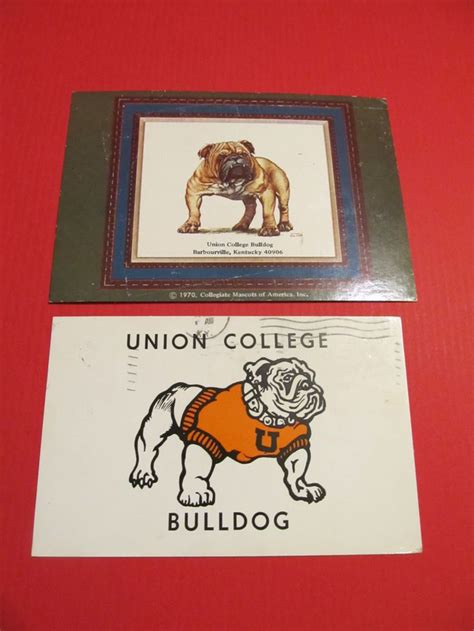 Union College Bulldog
Barbourville, Kentucky 40906
© 1970, Collegiate Mascots of America, Inc.
UNION COLLEGE
U
BULLDOG